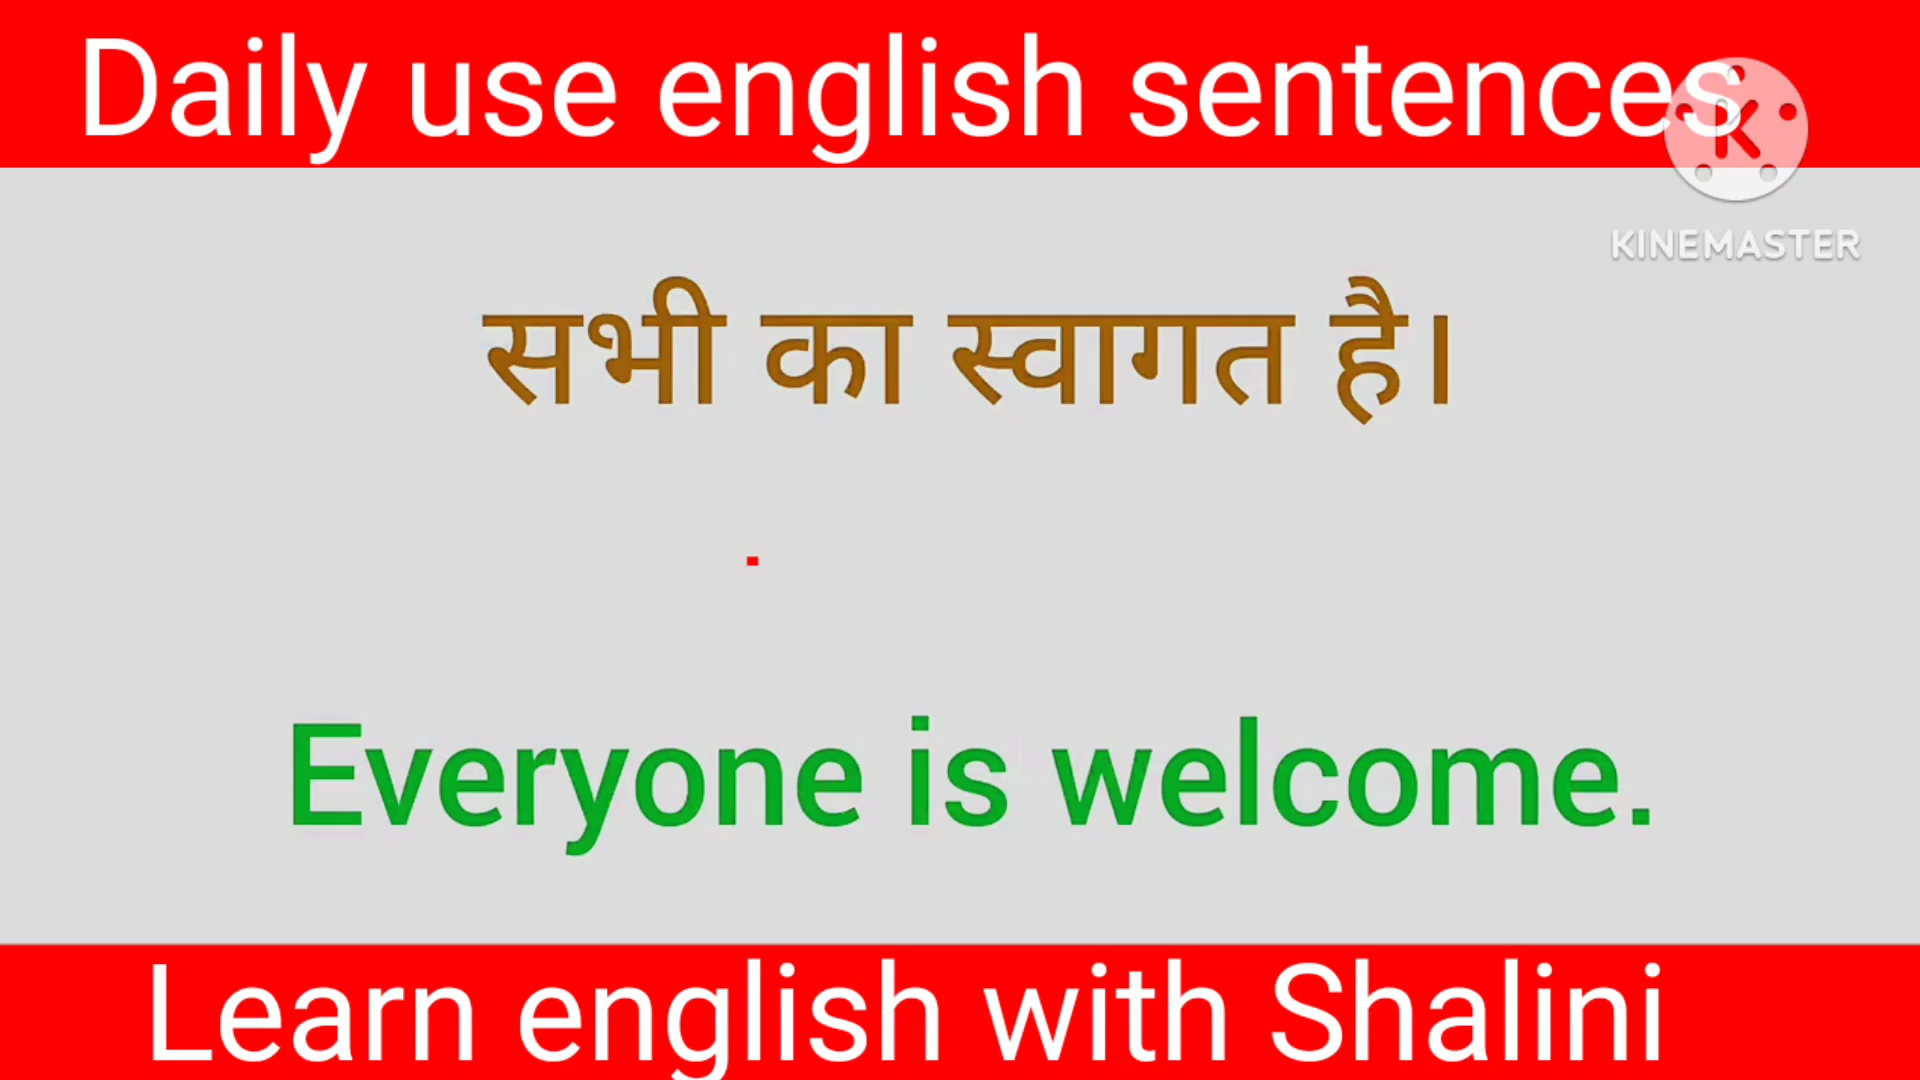 Daily use english sentences
KINEMASTER
सभी का स्वागत है।
Everyone is welcome.
Learn english with Shalini